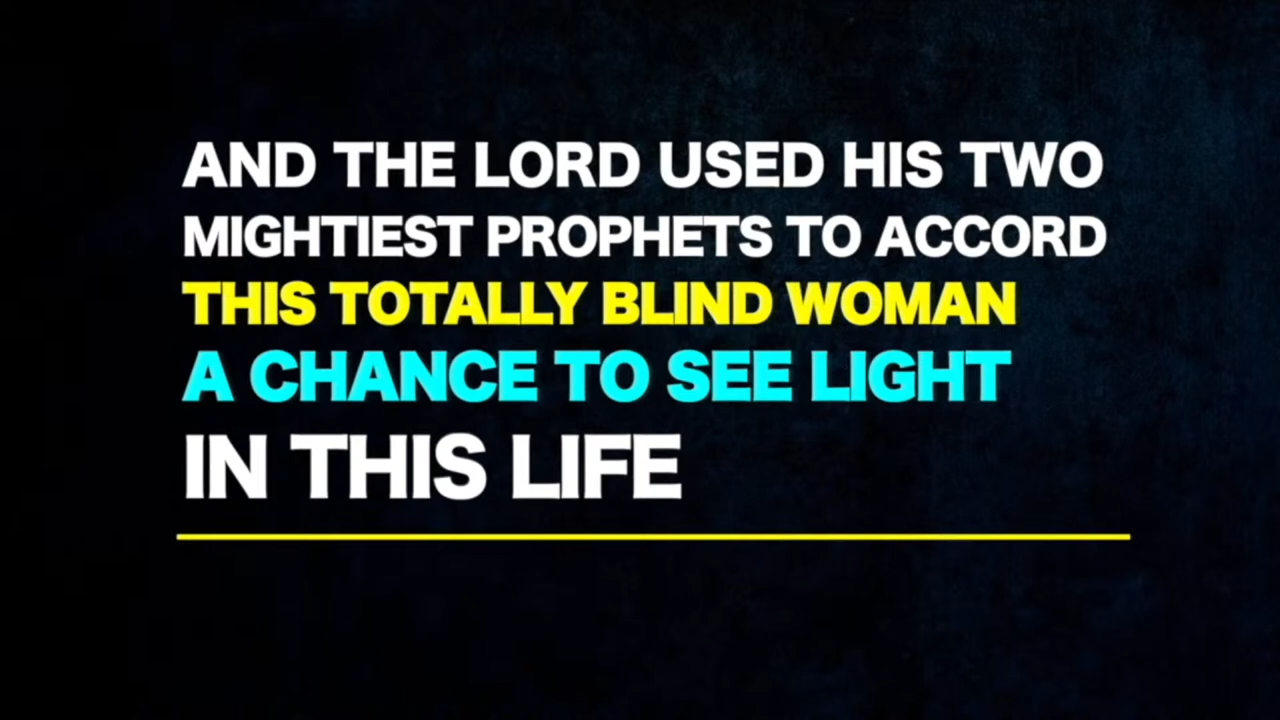 AND THE LORD USED HIS TWO
MIGHTIEST PROPHETS TO ACCORD
THIS TOTALLY BLIND WOMAN
A CHANCE TO SEE LIGHT
IN THIS LIFE